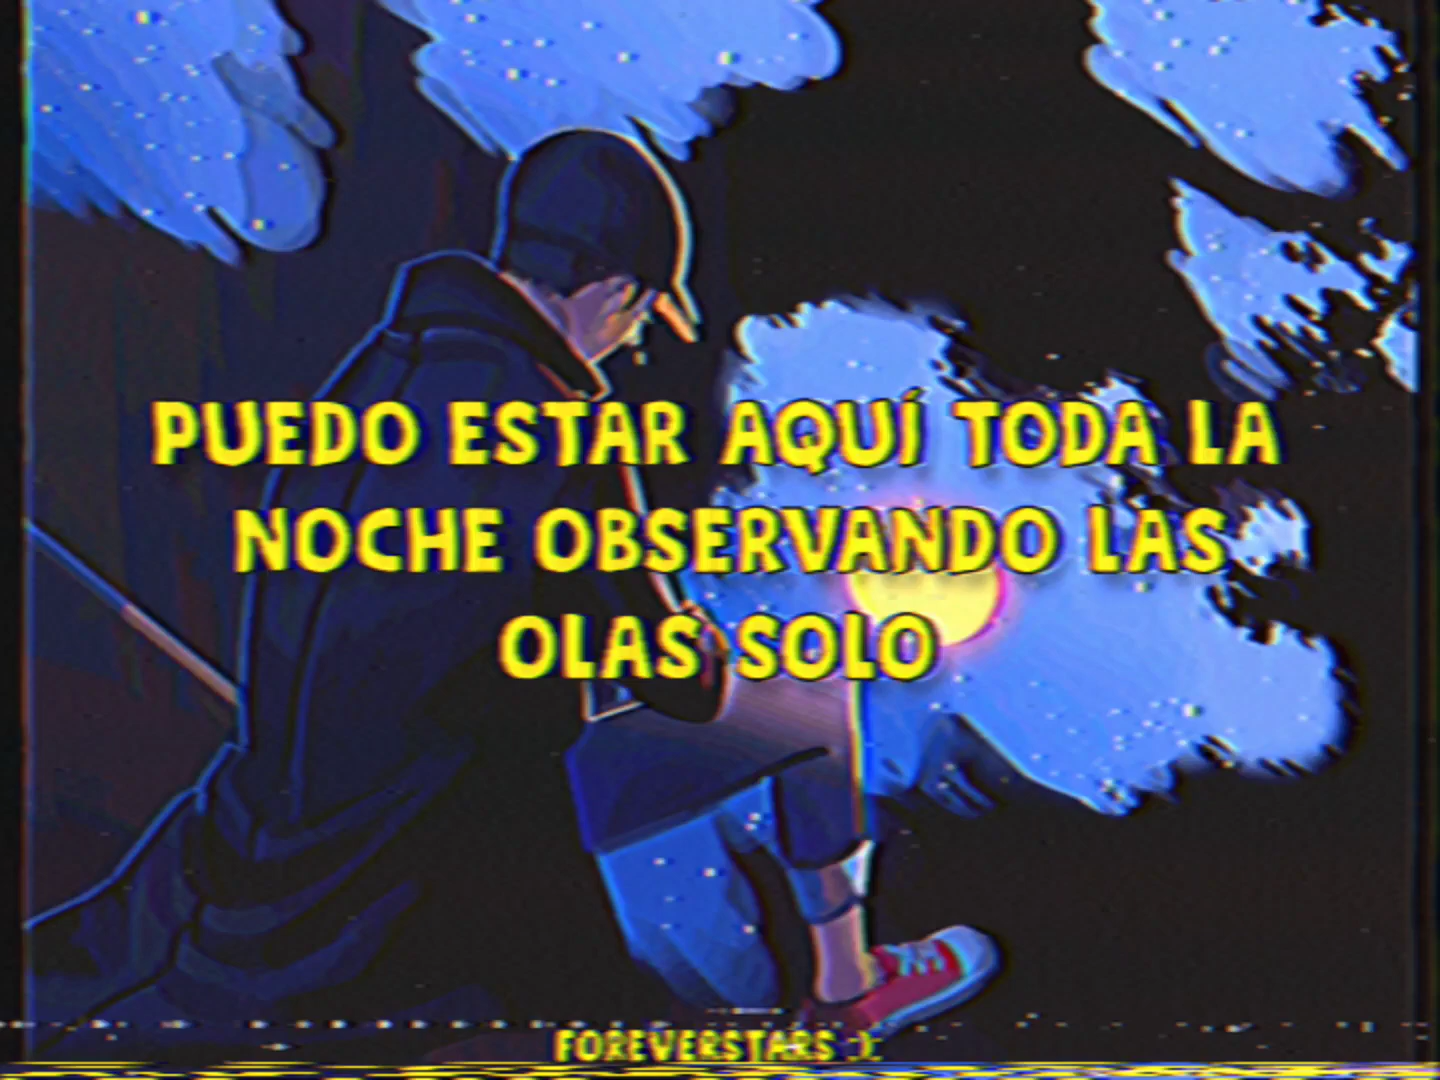 PUEDO ESTAR AQUÍ TODA LA
NOCHE OBSERVANDO LAS
OLAS SOLO
FOREVERSTARS :):